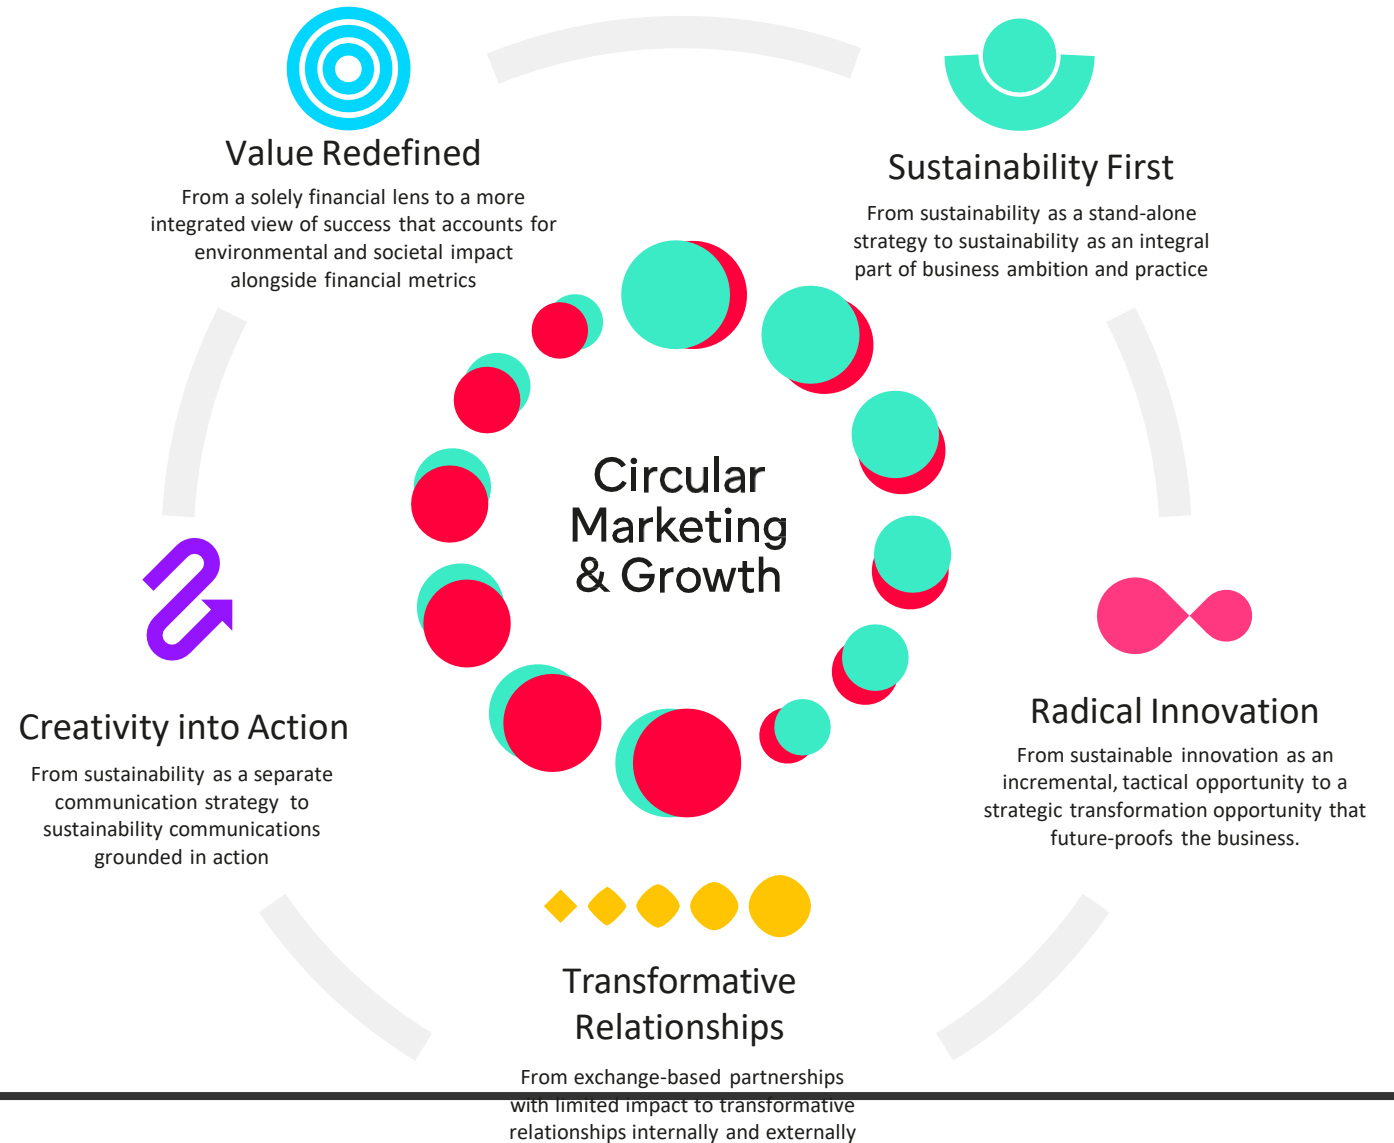 Value Redefined
From a solely financial lens to a more
integrated view of success that accounts for
environmental and societal impact
alongside financial metrics
Sustainability First
From sustainability as a stand-alone
strategy to sustainability as an integral
part of business ambition and practice
Circular
Marketing
& Growth
Creativity into Action
From sustainability as a separate
communication strategy to
sustainability communications
grounded in action
Radical Innovation
From sustainable innovation as an
incremental, tactical opportunity to a
strategic transformation opportunity that
future-proofs the business.
Transformative
Relationships
From exchange-based partnerships
with limited impact to transformative
relationships internally and externally